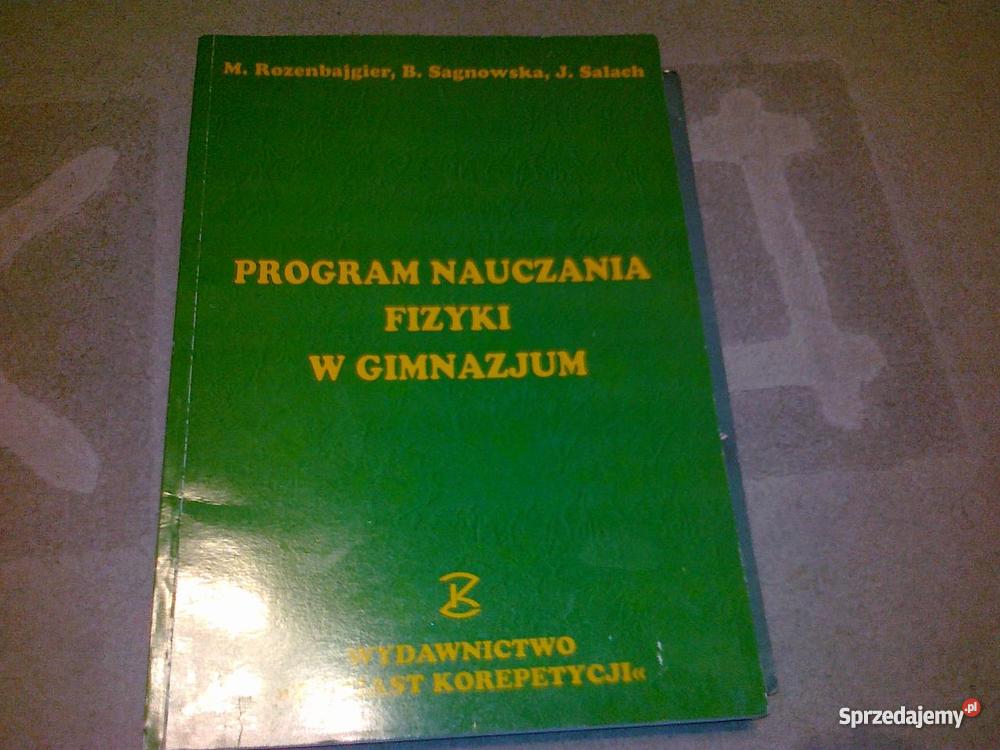 M. Rozenbajgier, B. Sagnowska, J. Salach
PROGRAM NAUCZANIA
FIZYKI
W GIMNAZJUM
WYDAWNICTWO
KOREPETYCJI«
Sprzedajemy.pl